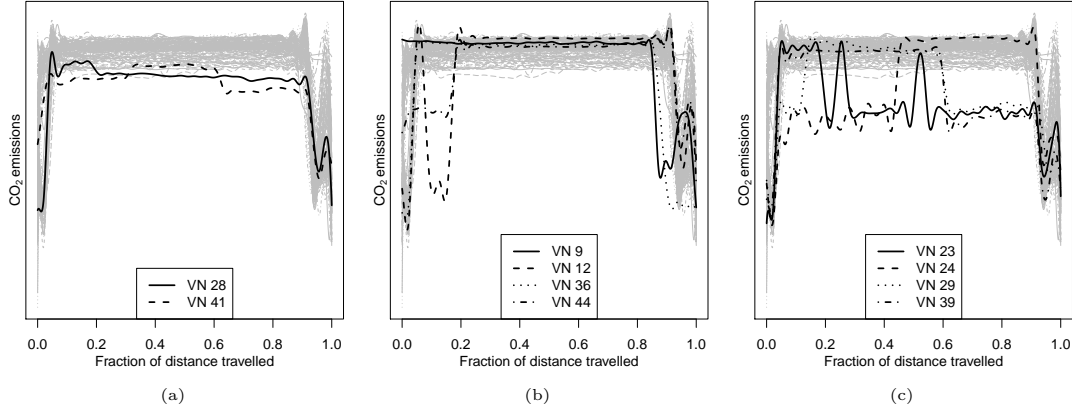 CO2 emissions
VN 28
VN 41
0.0 0.2 0.4 0.6 0.8 1.0
Fraction of distance travelled
(a)
CO2 emissions
VN 9
VN 12
VN 36
VN 44
0.0 0.2 0.4 0.6 0.8 1.0
Fraction of distance travelled
(b)
CO2 emissions
VN 23
VN 24
VN 29
VN 39
0.0 0.2 0.4 0.6 0.8 1.0
Fraction of distance travelled
(c)